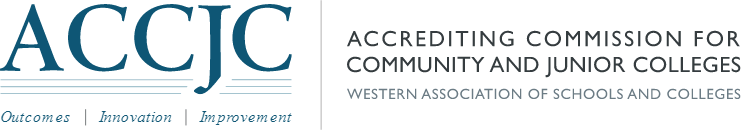 ACCJC
Outcomes | Innovation | Improvement
ACCREDITING COMMISSION FOR
COMMUNITY AND JUNIOR COLLEGES
WESTERN ASSOCIATION OF SCHOOLS AND COLLEGES